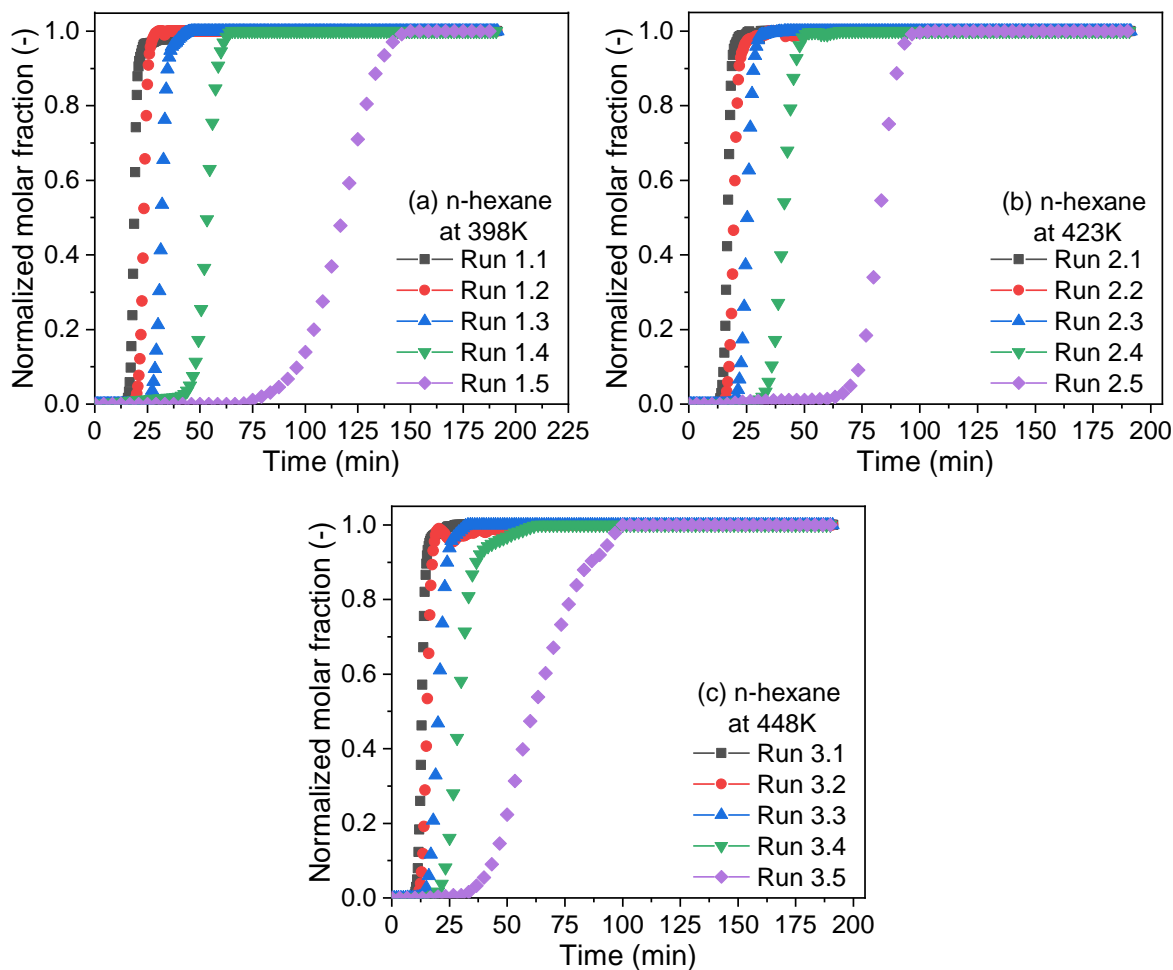 Normalized molar fraction (-)
1.0
0.8
0.6
0.4
0.2
0.0
(a) n-hexane
at 398K
Run 1.1
Run 1.2
Run 1.3
Run 1.4
Run 1.5
0 25 50 75 100 125 150 175 200 225
Time (min)
Normalized molar fraction (-)
1.0
0.8
0.6
0.4
0.2
0.0
(b) n-hexane
at 423K
Run 2.1
Run 2.2
Run 2.3
Run 2.4
Run 2.5
0 25 50 75 100 125 150 175 200
Time (min)
Normalized molar fraction (-)
1.0
0.8
0.6
0.4
0.2
0.0
(c) n-hexane
at 448K
Run 3.1
Run 3.2
Run 3.3
Run 3.4
Run 3.5
0 25 50 75 100 125 150 175 200
Time (min)